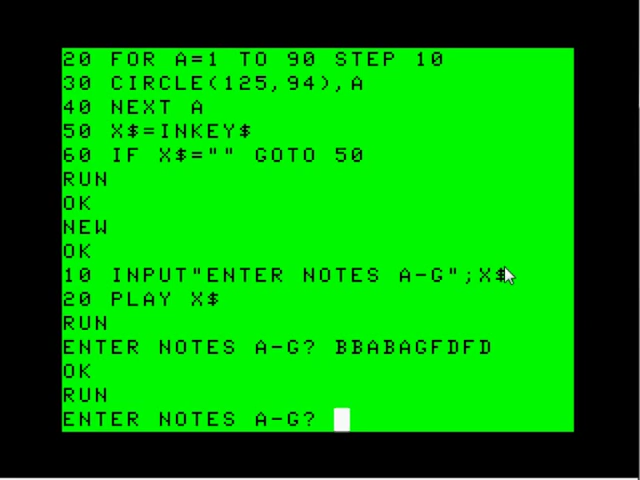 20 FOR A=1 TO 90 STEP 10
30 CIRCLE(125,94),A
40 NEXT A
50 X$=INKEY$
60 IF X$="" GOTO 50
RUN
OK
NEW
OK
10 INPUT"ENTER NOTES A-G";X$
20 PLAY X$
RUN
ENTER NOTES A-G? BBABAGFDFD
OK
RUN
ENTER NOTES A-G?